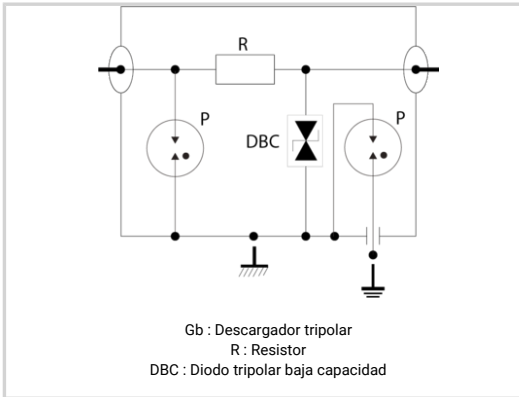 R
P
DBC
P
Gb : Descargador tripolar
R : Resistor
DBC : Diodo tripolar baja capacidad